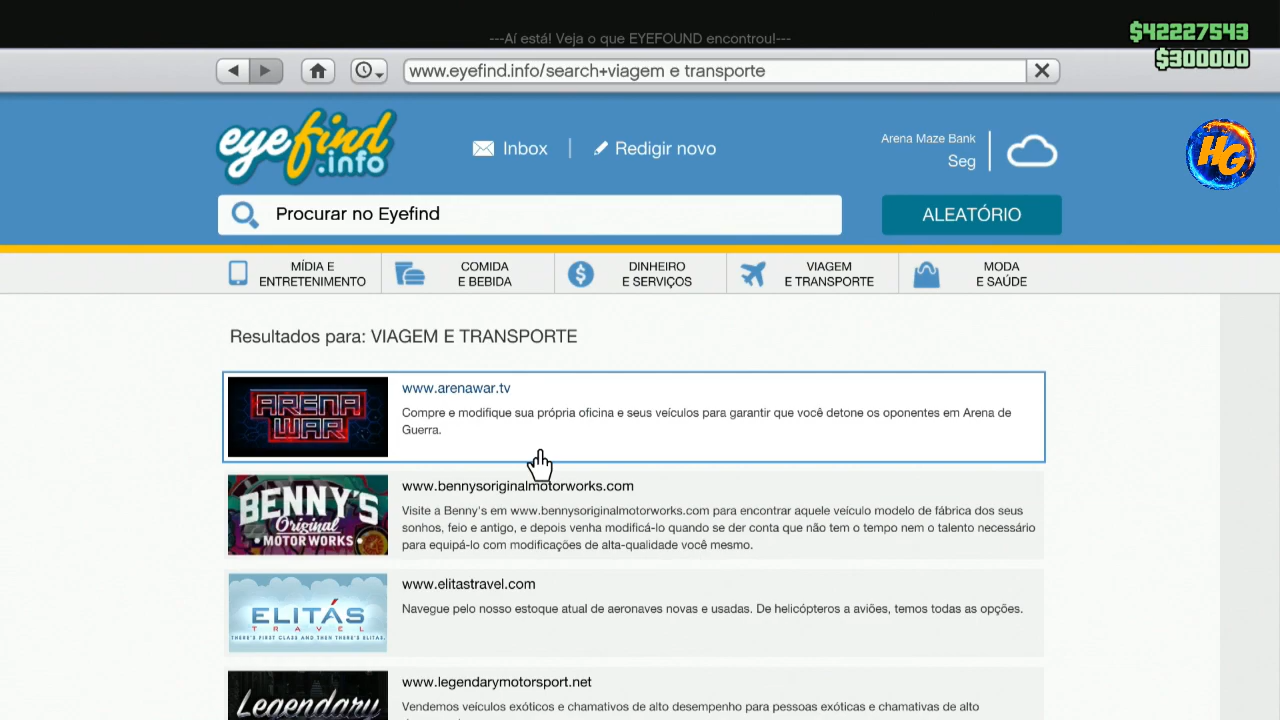 ---Aí está! Veja o que EYEFOUND encontrou!---
$42227543
$300000
www.eyefind.info/search+viagem e transporte
eyefind
.info
Inbox
Redigir novo
Arena Maze Bank
Seg
HG
Procurar no Eyefind
ALEATÓRIO
MÍDIA E
ENTRETENIMENTO
COMIDA
E BEBIDA
DINHEIRO
E SERVIÇOS
VIAGEM
E TRANSPORTE
MODA
E SAÚDE
Resultados para: VIAGEM E TRANSPORTE
ARENA
WAR
www.arenawar.tv
Compre e modifique sua própria oficina e seus veículos para garantir que você detone os oponentes em Arena de
Guerra.
BENNY'S
Original
MOTOR WORKS
www.bennysoriginalmotorworks.com
Visite a Benny's em www.bennysoriginalmotorworks.com para encontrar aquele veículo modelo de fábrica dos seus
sonhos, feio e antigo, e depois venha modificá-lo quando se der conta que não tem o tempo nem o talento necessário
para equipá-lo com modificações de alta-qualidade você mesmo.
ELITÁS
TRAVEL
THERE'S FIRST CLASS AND THEN THERE'S ELITAS.
www.elitastravel.com
Navegue pelo nosso estoque atual de aeronaves novas e usadas. De helicópteros a aviões, temos todas as opções.
Legendary
www.legendarymotorsport.net
Vendemos veículos exóticos e chamativos de alto desempenho para pessoas exóticas e chamativas de alto